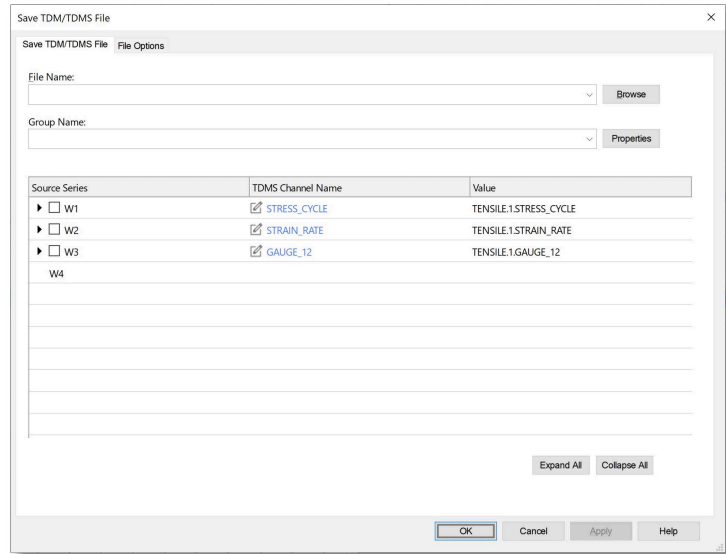 Save TDM/TDMS File
Save TDM/TDMS File File Options
File Name:
Browse
Group Name:
Properties
Source Series TDMS Channel Name Value
W1 STRESS_CYCLE TENSILE.1.STRESS_CYCLE
W2 STRAIN_RATE TENSILE.1.STRAIN_RATE
W3 GAUGE_12 TENSILE.1.GAUGE_12
W4
Expand All Collapse All
OK Cancel Apply Help